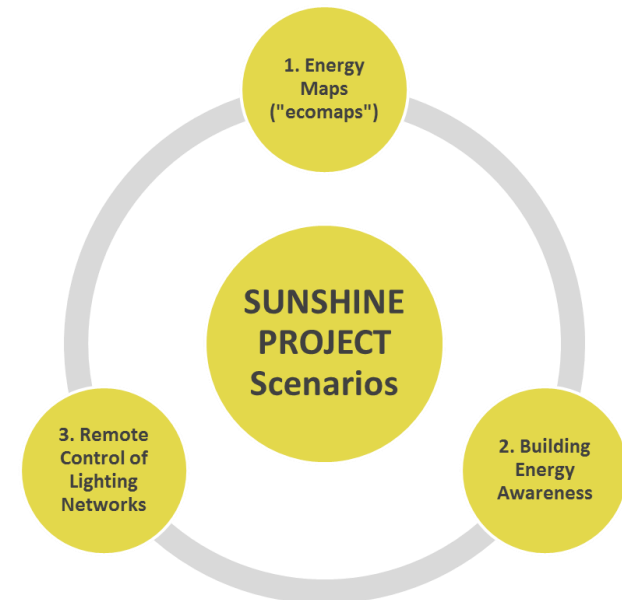 1. Energy
Maps
("ecomaps")
SUNSHINE
PROJECT
Scenarios
3. Remote
Control of
Lighting
Networks
2. Building
Energy
Awareness